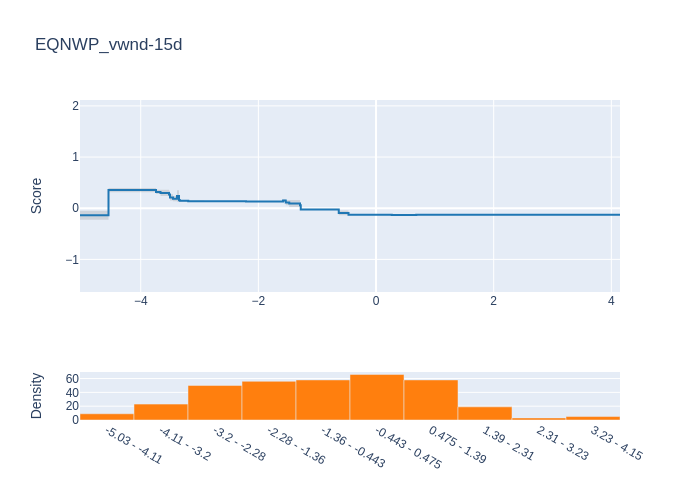 EQNWP_vwnd-15d
Score
2
1
0
−1
−4
−2
0
2
4
Density
60
40
20
0
-5.03 - -4.11
-4.11 - -3.2
-3.2 - -2.28
-2.28 - -1.36
-1.36 - -0.443
-0.443 - 0.475
0.475 - 1.39
1.39 - 2.31
2.31 - 3.23
3.23 - 4.15